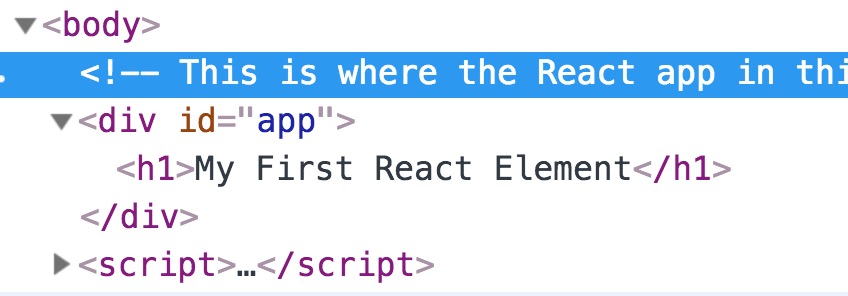 <body>
<!-- This is where the React app in thi
<div id="app">
<h1>My First React Element</h1>
</div>
<script>…</script>